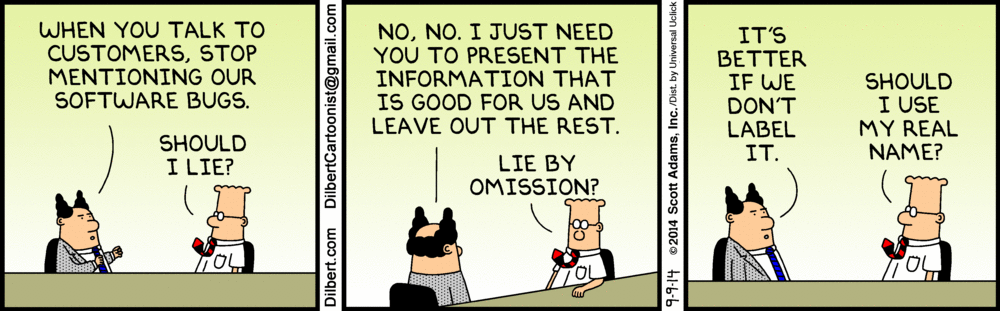 WHEN YOU TALK TO
CUSTOMERS, STOP
MENTIONING OUR
SOFTWARE BUGS.
SHOULD
I LIE?
Dilbert.com DilbertCartoonist@gmail.com
NO, NO. I JUST NEED
YOU TO PRESENT THE
INFORMATION THAT
IS GOOD FOR US AND
LEAVE OUT THE REST.
LIE BY
OMISSION?
9-9-14 ©2014 Scott Adams, Inc. /Dist. by Universal Uclick
IT'S
BETTER
IF WE
DON'T
LABEL
IT.
SHOULD
I USE
MY REAL
NAME?